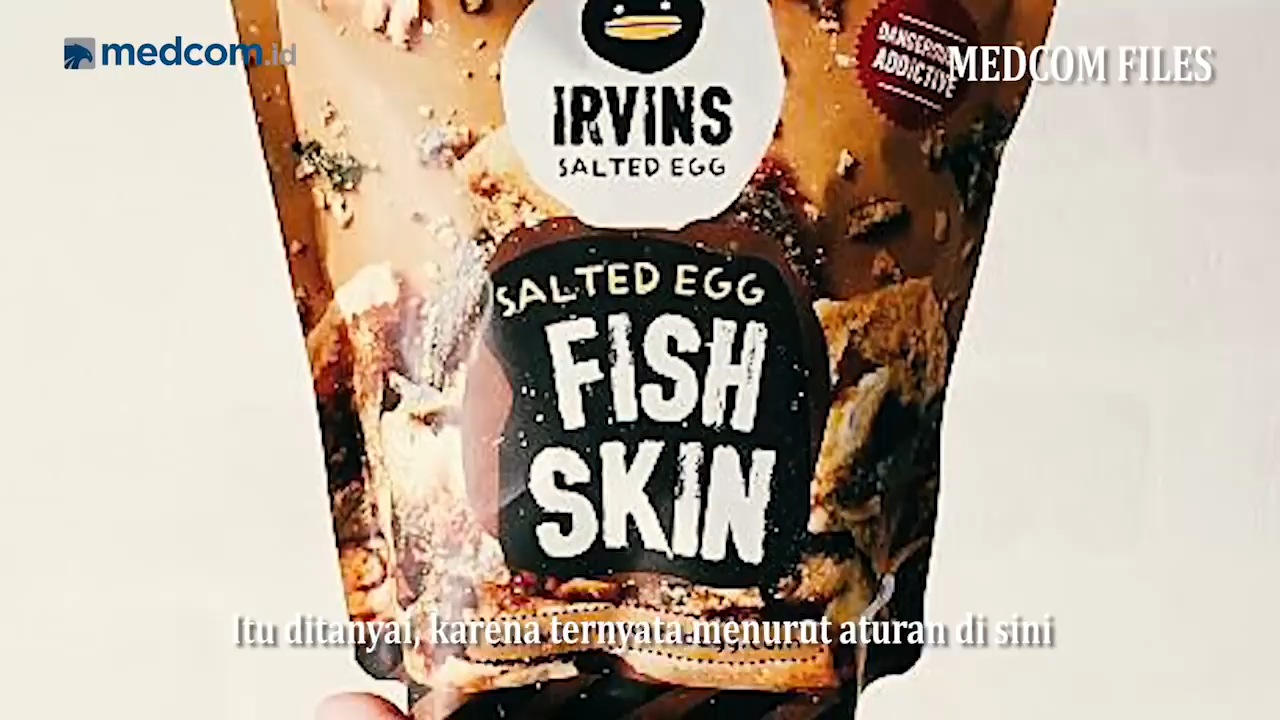 medcom.id
MEDCOM FILES
DANGEROUSLY
ADDICTIVE
IRVINS
SALTED EGG
SALTED EGG
FISH
SKIN
Itu ditanyai, karena ternyata menurut aturan di sini